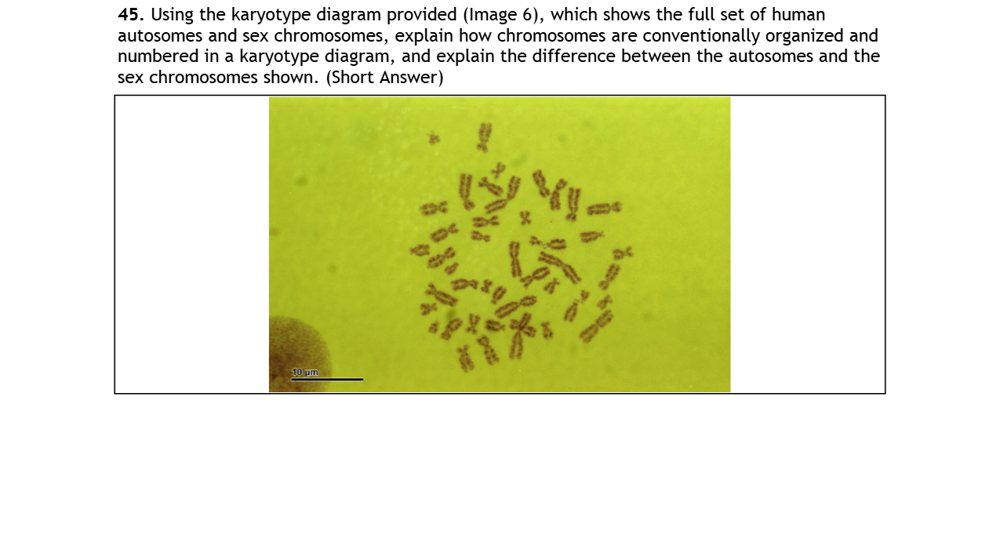 45. Using the karyotype diagram provided (Image 6), which shows the full set of human
autosomes and sex chromosomes, explain how chromosomes are conventionally organized and
numbered in a karyotype diagram, and explain the difference between the autosomes and the
sex chromosomes shown. (Short Answer)
10 µm